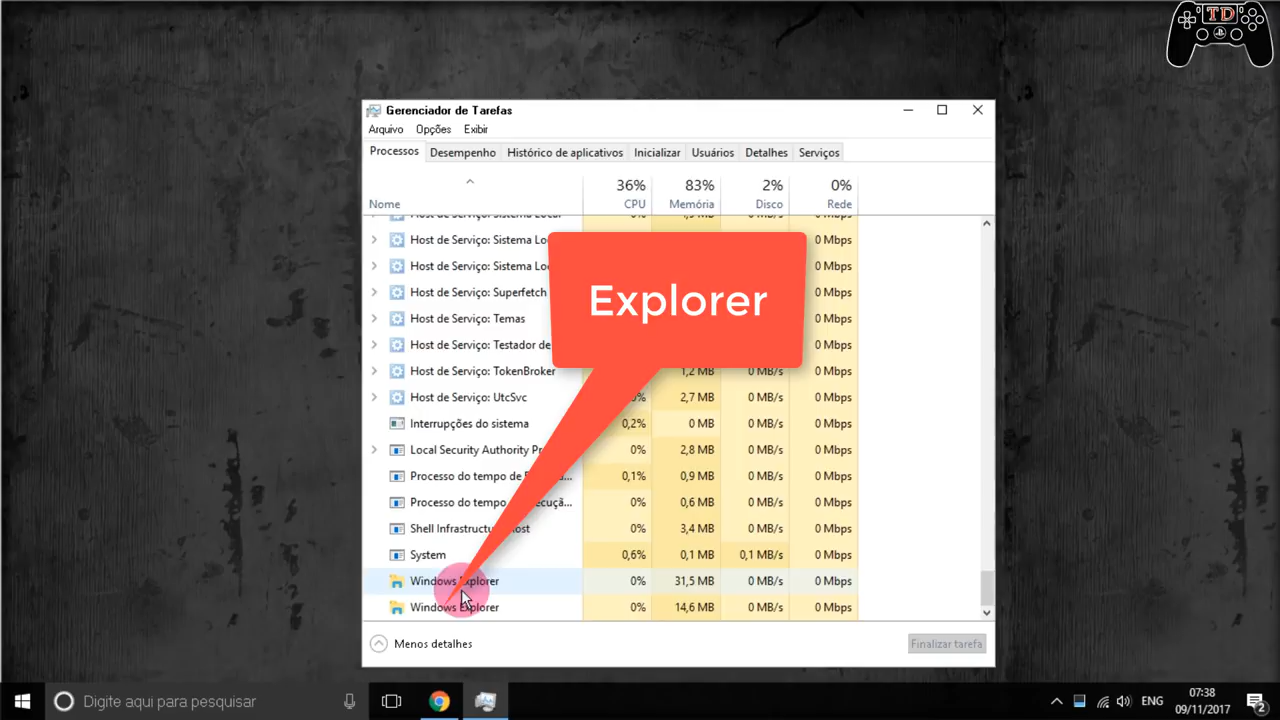 TD
Gerenciador de Tarefas
Arquivo Opções Exibir
Processos Desempenho Histórico de aplicativos Inicializar Usuários Detalhes Serviços
36% 83% 2% 0%
Nome CPU Memória Disco Rede
Host de Serviço: Sistema Local
Host de Serviço: Sistema Lo 0 Mbps
Host de Serviço: Sistema Lo 0 Mbps
Host de Serviço: Superfetch 0 Mbps
Host de Serviço: Temas 0 Mbps
Host de Serviço: Testador de 0 Mbps
Host de Serviço: TokenBroker 1,2 MB 0 MB/s 0 Mbps
Host de Serviço: UtcSvc 0% 2,7 MB 0 MB/s 0 Mbps
Interrupções do sistema 0,2% 0 MB 0 MB/s 0 Mbps
Local Security Authority Pr 0% 2,8 MB 0 MB/s 0 Mbps
Processo do tempo de ... 0,1% 0,9 MB 0 MB/s 0 Mbps
Processo do tempo ...ecuçã... 0% 0,6 MB 0 MB/s 0 Mbps
Shell Infrastructu ost 0% 3,4 MB 0 MB/s 0 Mbps
System 0,6% 0,1 MB 0,1 MB/s 0 Mbps
Windows Explorer 0% 31,5 MB 0 MB/s 0 Mbps
Windows Explorer 0% 14,6 MB 0 MB/s 0 Mbps
Explorer
Menos detalhes Finalizar tarefa
Digite aqui para pesquisar
ENG
07:38
09/11/2017
2